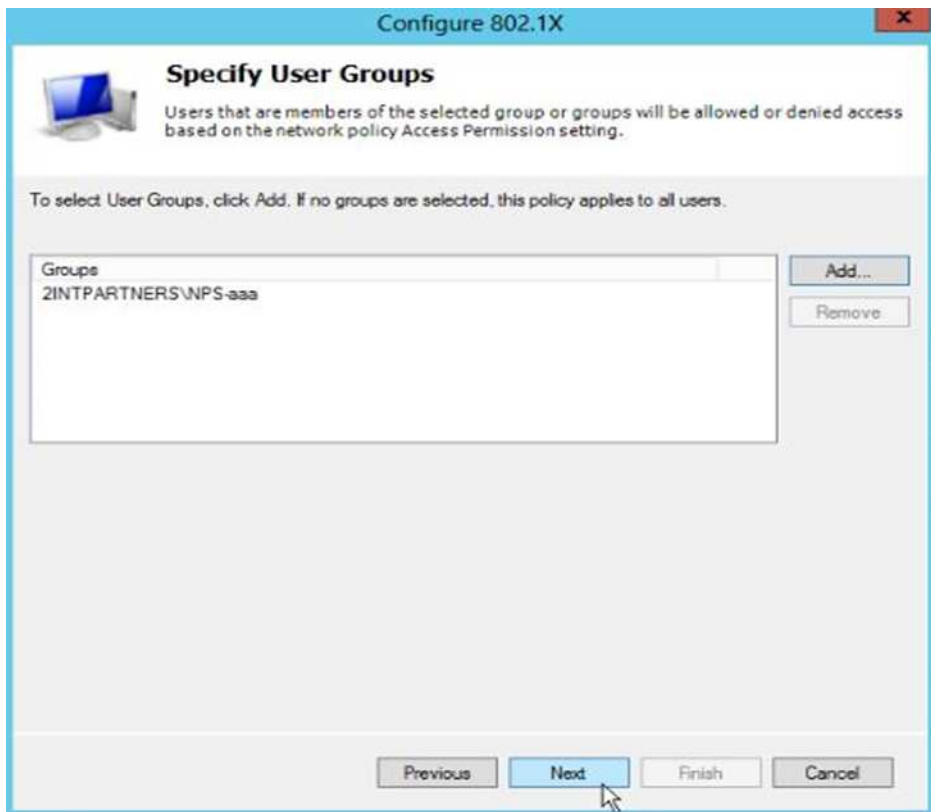 Configure 802.1X
x
Specify User Groups
Users that are members of the selected group or groups will be allowed or denied access
based on the network policy Access Permission setting.
To select User Groups, click Add. If no groups are selected, this policy applies to all users.
Groups
Add...
2INTPARTNERS\NPS-aaa
Remove
Previous
Next
Finish
Cancel